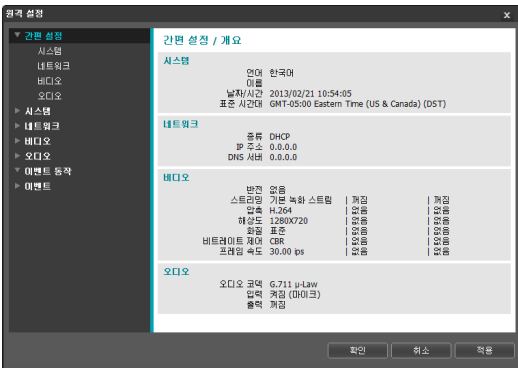 원격 설정
x
간편 설정
시스템
네트워크
비디오
오디오
시스템
네트워크
비디오
오디오
이벤트 동작
이벤트
간편 설정 / 개요
시스템
언어 한국어
이름
날짜/시간 2013/02/21 10:54:05
표준 시간대 GMT-05:00 Eastern Time (US & Canada) (DST)
네트워크
종류 DHCP
IP 주소 0.0.0.0
DNS 서버 0.0.0.0
비디오
반전 없음
스트리밍 기본 녹화 스트림 | 꺼짐 | 꺼짐
압축 H.264 | 없음 | 없음
해상도 1280X720 | 없음 | 없음
화질 표준 | 없음 | 없음
비트레이트 제어 CBR | 없음 | 없음
프레임 속도 30.00 ips | 없음 | 없음
오디오
오디오 코덱 G.711 μ-Law
입력 켜짐 (마이크)
출력 꺼짐
확인 취소 적용